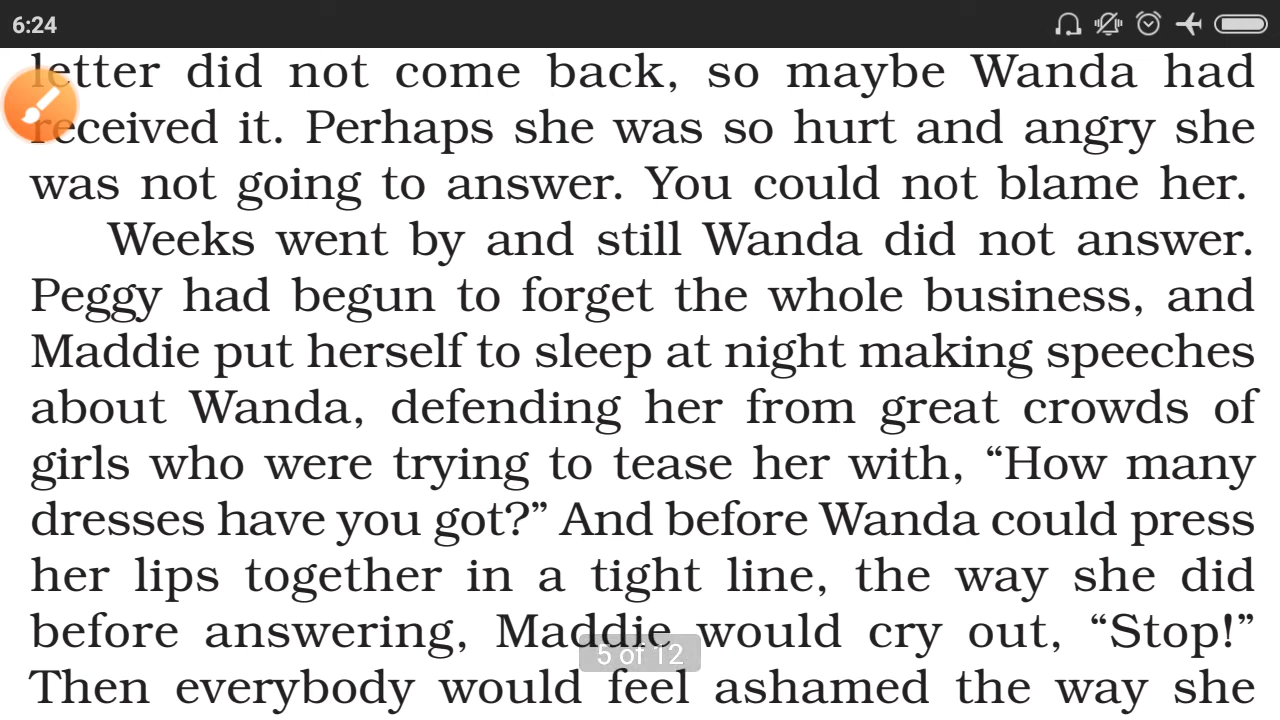 6:24
letter did not come back, so maybe Wanda had
received it. Perhaps she was so hurt and angry she
was not going to answer. You could not blame her.
Weeks went by and still Wanda did not answer.
Peggy had begun to forget the whole business, and
Maddie put herself to sleep at night making speeches
about Wanda, defending her from great crowds of
girls who were trying to tease her with, “How many
dresses have you got?” And before Wanda could press
her lips together in a tight line, the way she did
before answering, Maddie would cry out, “Stop!”
5 of 12
Then everybody would feel ashamed the way she